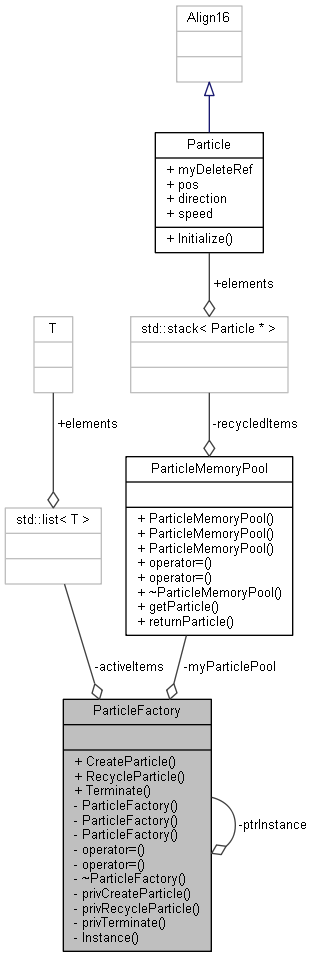 Align16
Particle
+ myDeleteRef
+ pos
+ direction
+ speed
+ Initialize()
+elements
T
std::stack< Particle * >
+elements
-recycledItems
ParticleMemoryPool
+ ParticleMemoryPool()
+ ParticleMemoryPool()
+ ParticleMemoryPool()
+ operator=()
+ operator=()
+ ~ParticleMemoryPool()
+ getParticle()
+ returnParticle()
std::list< T >
-activeItems
-myParticlePool
ParticleFactory
+ CreateParticle()
+ RecycleParticle()
+ Terminate()
- ParticleFactory()
- ParticleFactory()
- ParticleFactory()
- operator=()
- operator=()
- ~ParticleFactory()
- privCreateParticle()
- privRecycleParticle()
- privTerminate()
- Instance()
-ptrInstance